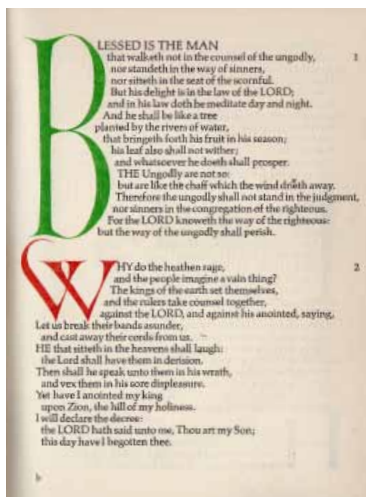 BLESSED IS THE MAN
that walketh not in the counsel of the ungodly, 1
nor standeth in the way of sinners,
nor sitteth in the seat of the scornful.
But his delight is in the law of the LORD;
and in his law doth he meditate day and night.
And he shall be like a tree
planted by the rivers of water,
that bringeth forth his fruit in his season;
his leaf also shall not wither;
and whatsoever he doeth shall prosper.
THE Ungodly are not so:
but are like the chaff which the wind driveth away.
Therefore the ungodly shall not stand in the judgment,
nor sinners in the congregation of the righteous.
For the LORD knoweth the way of the righteous:
but the way of the ungodly shall perish.
WHY do the heathen rage, 2
and the people imagine a vain thing?
The kings of the earth set themselves,
and the rulers take counsel together,
against the LORD, and against his anointed, saying,
Let us break their bands asunder,
and cast away their cords from us.
HE that sitteth in the heavens shall laugh:
the Lord shall have them in derision.
Then shall he speak unto them in his wrath,
and vex them in his sore displeasure.
Yet have I anointed my king
upon Zion, the hill of my holiness.
I will declare the decree:
the LORD hath said unto me, Thou art my Son;
this day have I begotten thee.